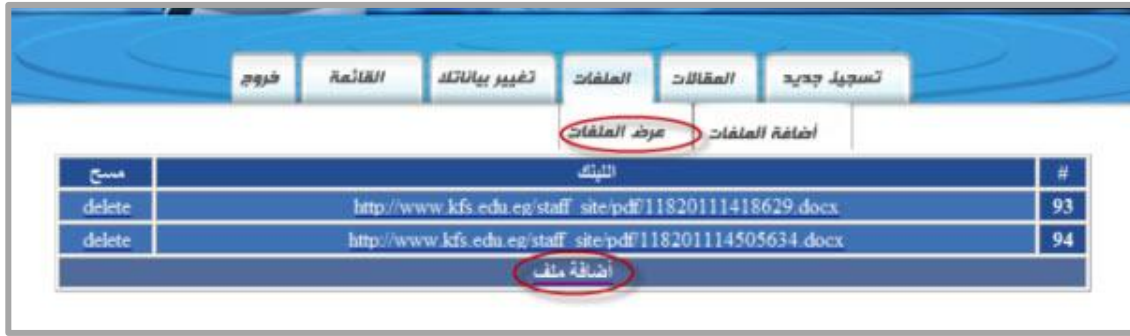 تسجيل جديد المقالات الملفات تغيير بياناتك القائمة خروج
أضافة الملفات عرض الملفات
# اللينك مسح
93 http://www.kfs.edu.eg/staff_site/pdf/11820111418629.docx delete
94 http://www.kfs.edu.eg/staff_site/pdf/118201114505634.docx delete
أضافة ملف